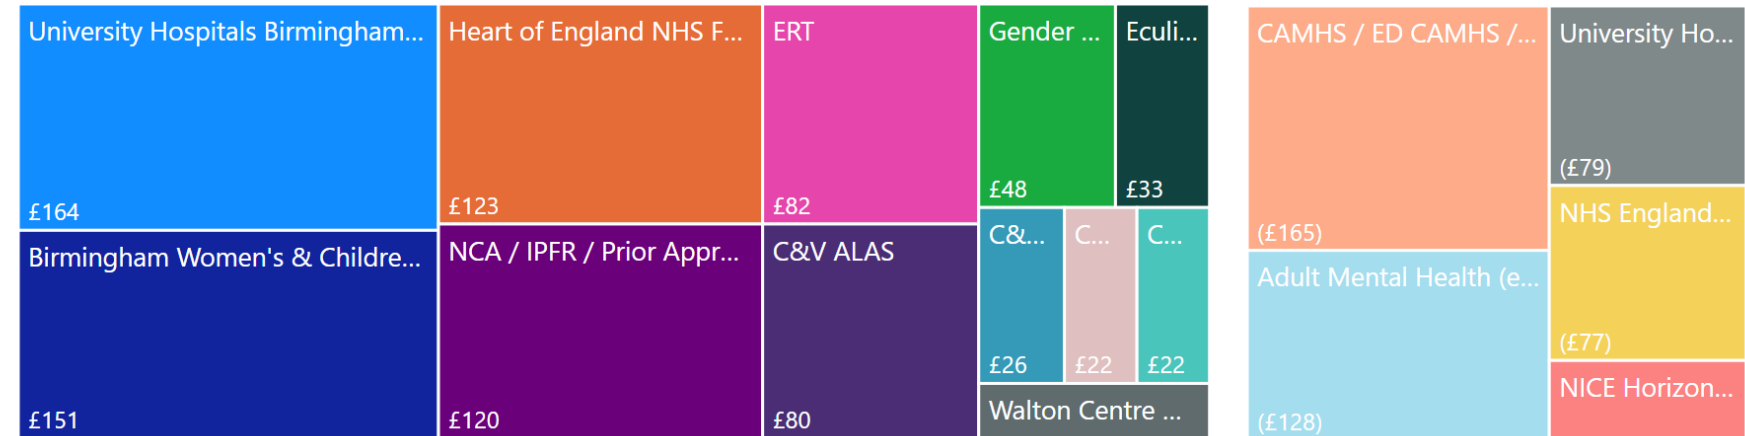 University Hospitals Birmingham...
£164
Birmingham Women's & Childre...
£151
Heart of England NHS F...
£123
NCA / IPFR / Prior Appr...
£120
ERT
£82
C&V ALAS
£80
Gender ...
£48
Eculi...
£33
C&...
£26
C...
£22
C...
£22
Walton Centre ...
CAMHS / ED CAMHS /...
(£165)
Adult Mental Health (e...
(£128)
University Ho...
(£79)
NHS England...
(£77)
NICE Horizon...